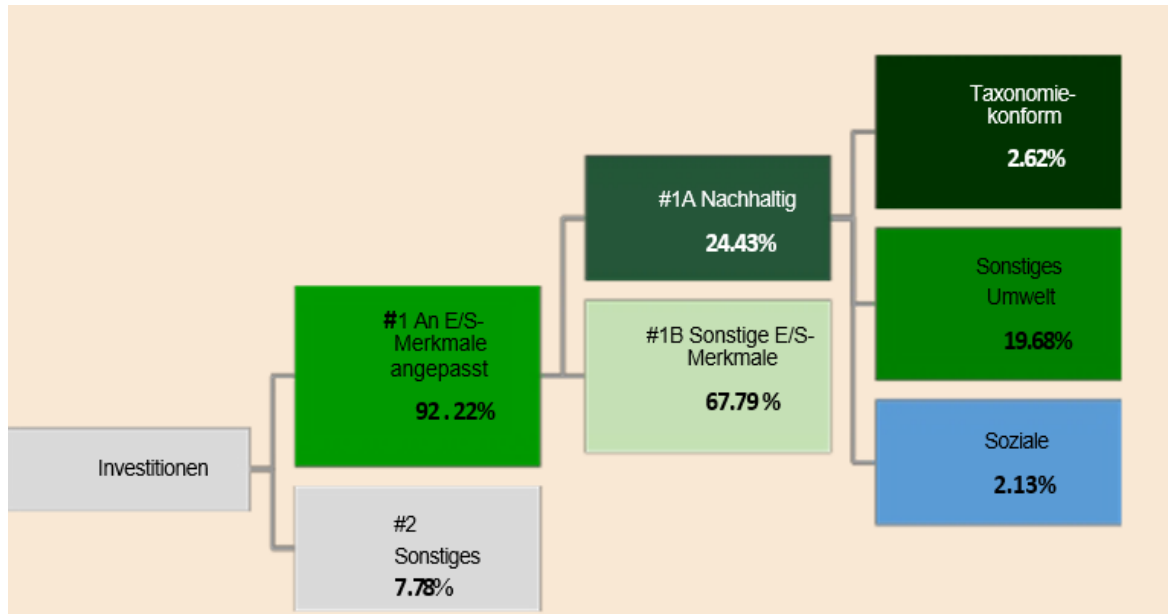 Investitionen
#1 An E/S-
Merkmale
angepasst
92.22%
#2
Sonstiges
7.78%
#1A Nachhaltig
24.43%
#1B Sonstige E/S-
Merkmale
67.79 %
Taxonomie-
konform
2.62%
Sonstiges
Umwelt
19.68%
Soziale
2.13%